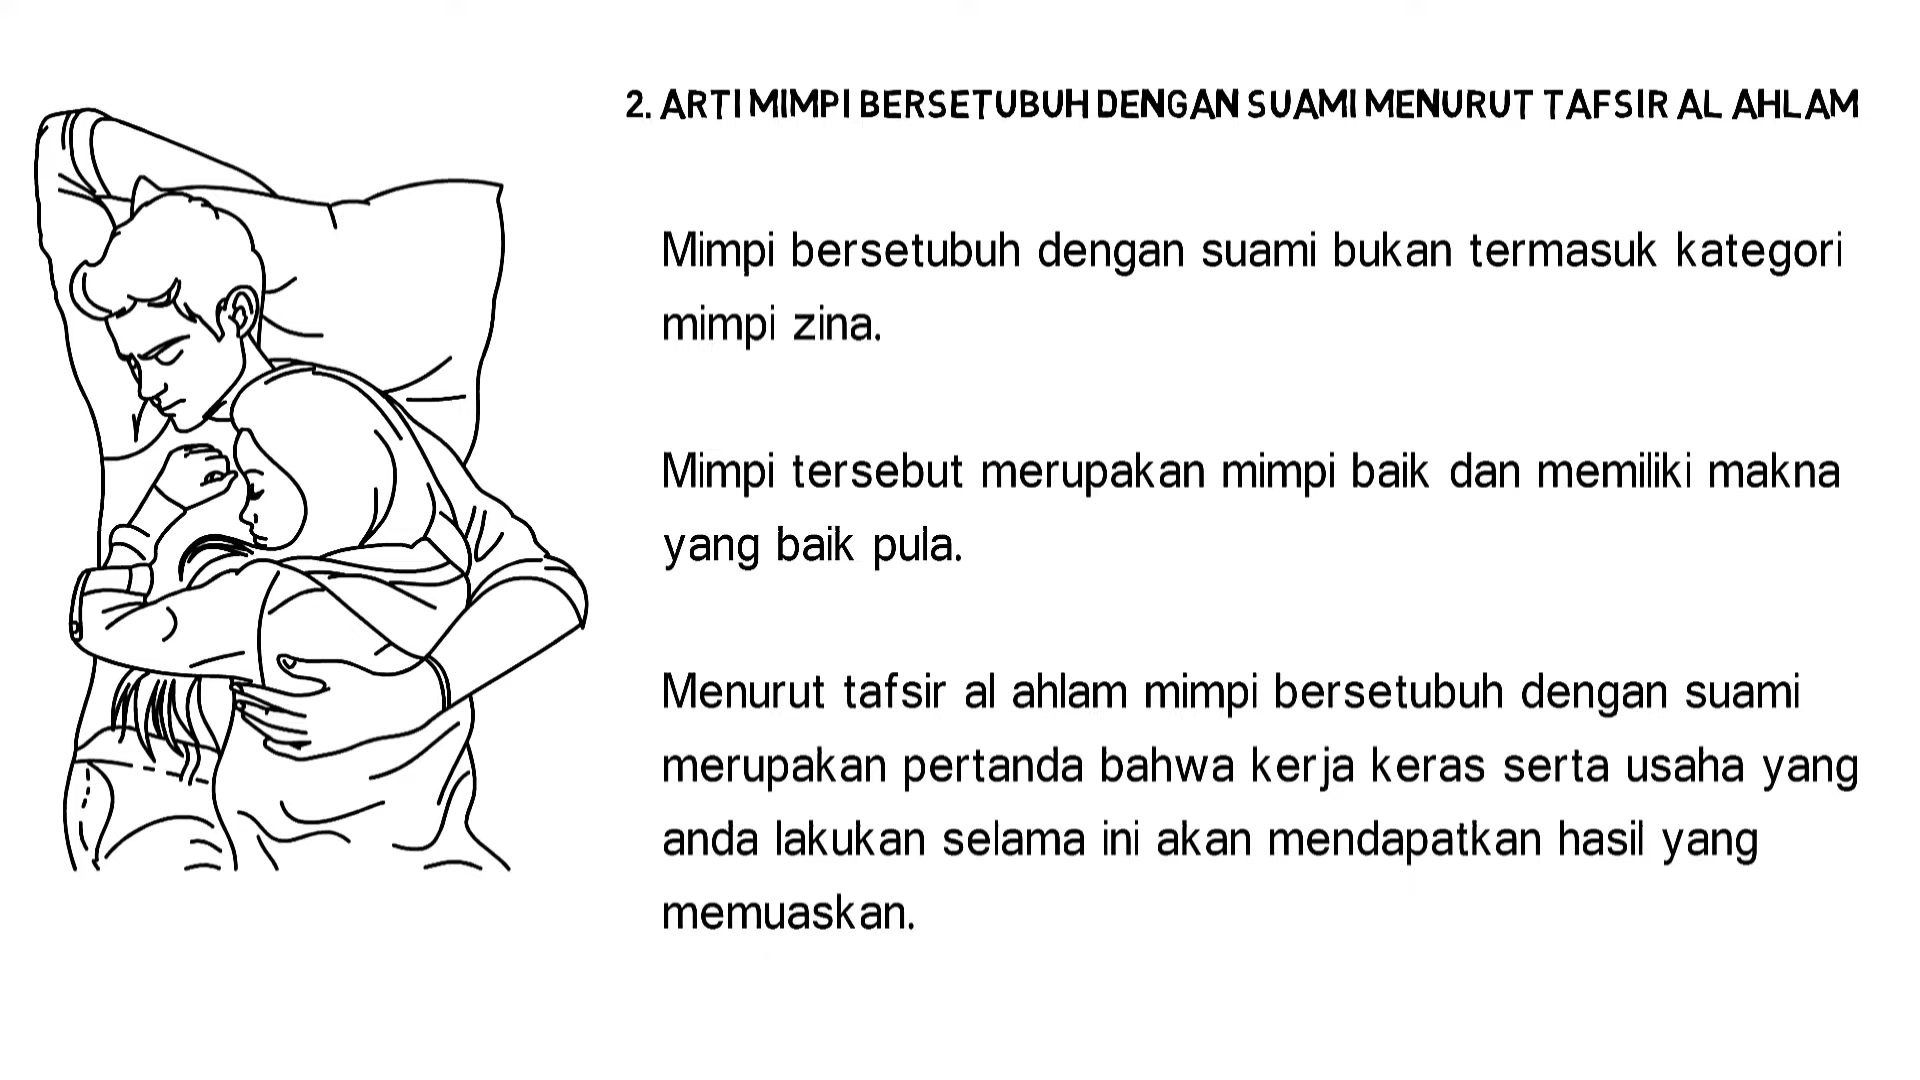 2. ARTI MIMPI BERSETUBUH DENGAN SUAMI MENURUT TAFSIR AL AHLAM
Mimpi bersetubuh dengan suami bukan termasuk kategori
mimpi zina.
Mimpi tersebut merupakan mimpi baik dan memiliki makna
yang baik pula.
Menurut tafsir al ahlam mimpi bersetubuh dengan suami
merupakan pertanda bahwa kerja keras serta usaha yang
anda lakukan selama ini akan mendapatkan hasil yang
memuaskan.